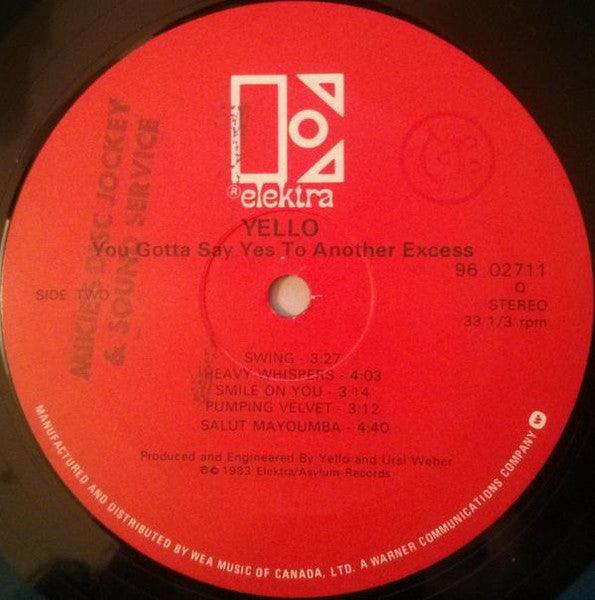 ® elektra
YELLO
You Gotta Say Yes To Another Excess
96 02711
Q
SIDE TWO
STEREO
33 1/3 rpm
SWING - 3:27
HEAVY WHISPERS - 4:03
SMILE ON YOU - 3:14
PUMPING VELVET - 3:12
SALUT MAYOUMBA - 4:40
Produced and Engineered By Yello and Ursi Weber
℗© 1983 Elektra/Asylum Records
MANUFACTURED AND DISTRIBUTED BY WEA MUSIC OF CANADA, LTD. A WARNER COMMUNICATIONS COMPANY
DISC JOCKEY
& SOUND SERVICE